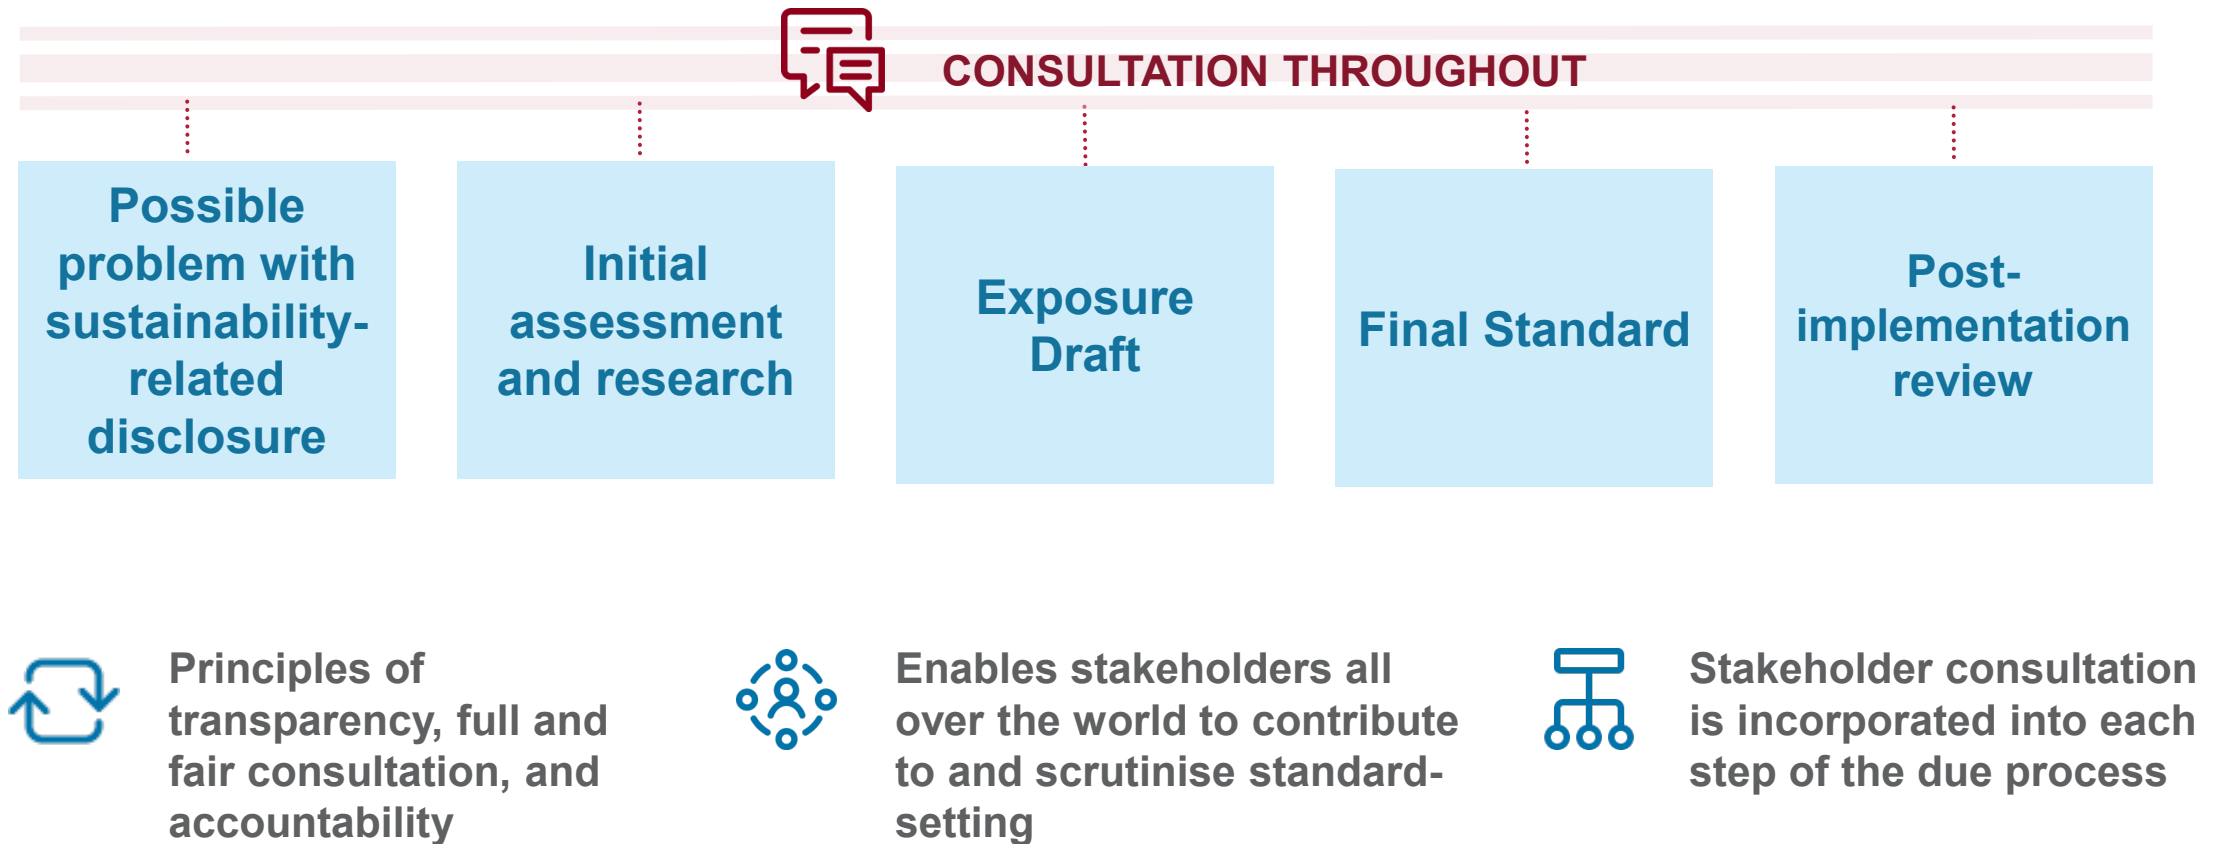 CONSULTATION THROUGHOUT
Possible
problem with
sustainability-
related
disclosure
Initial
assessment
and research
Exposure
Draft
Final Standard
Post-
implementation
review
Principles of
transparency, full and
fair consultation, and
accountability
Enables stakeholders all
over the world to contribute
to and scrutinise standard-
setting
Stakeholder consultation
is incorporated into each
step of the due process